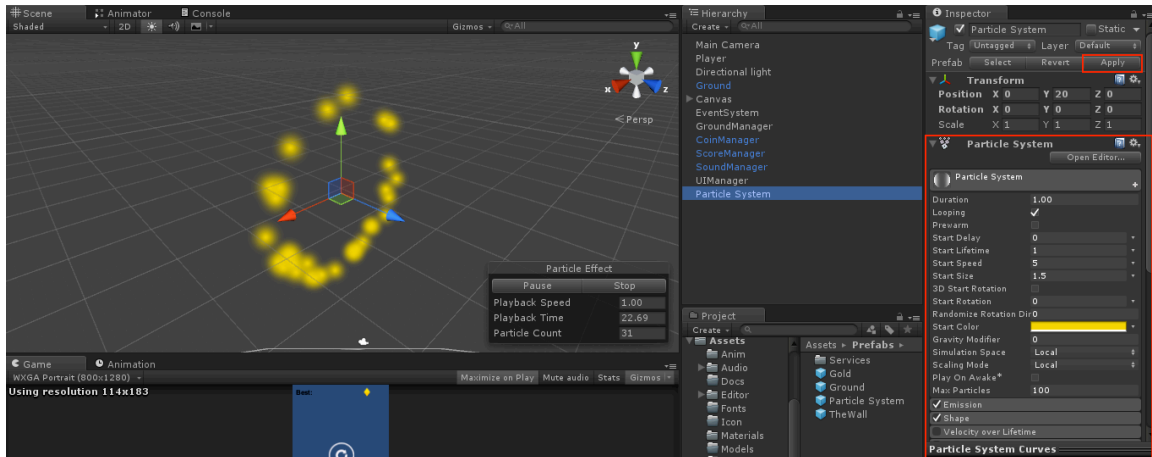 Scene Animator Console
Shaded 2D Gizmos All
y
x z
Persp
Particle Effect
Pause Stop
Playback Speed 1.00
Playback Time 22.69
Particle Count 31
Game Animation
WXGA Portrait (800x1280) Maximize on Play Mute audio Stats Gizmos
Using resolution 114x183
Best:
Hierarchy
Create All
Main Camera
Player
Directional light
Ground
Canvas
EventSystem
GroundManager
CoinManager
ScoreManager
SoundManager
UIManager
Particle System
Project
Create
Assets
Anim
Audio
Docs
Editor
Fonts
Icon
Materials
Models
Assets Prefabs
Services
Gold
Ground
Particle System
TheWall
Inspector
Particle System Static
Tag Untagged Layer Default
Prefab Select Revert Apply
Transform
Position X 0 Y 20 Z 0
Rotation X 0 Y 0 Z 0
Scale X 1 Y 1 Z 1
Particle System
Open Editor...
Particle System
Duration 1.00
Looping
Prewarm
Start Delay 0
Start Lifetime 1
Start Speed 5
Start Size 1.5
3D Start Rotation
Start Rotation 0
Randomize Rotation Dir 0
Start Color
Gravity Modifier 0
Simulation Space Local
Scaling Mode Local
Play On Awake*
Max Particles 100
Emission
Shape
Velocity over Lifetime
Particle System Curves